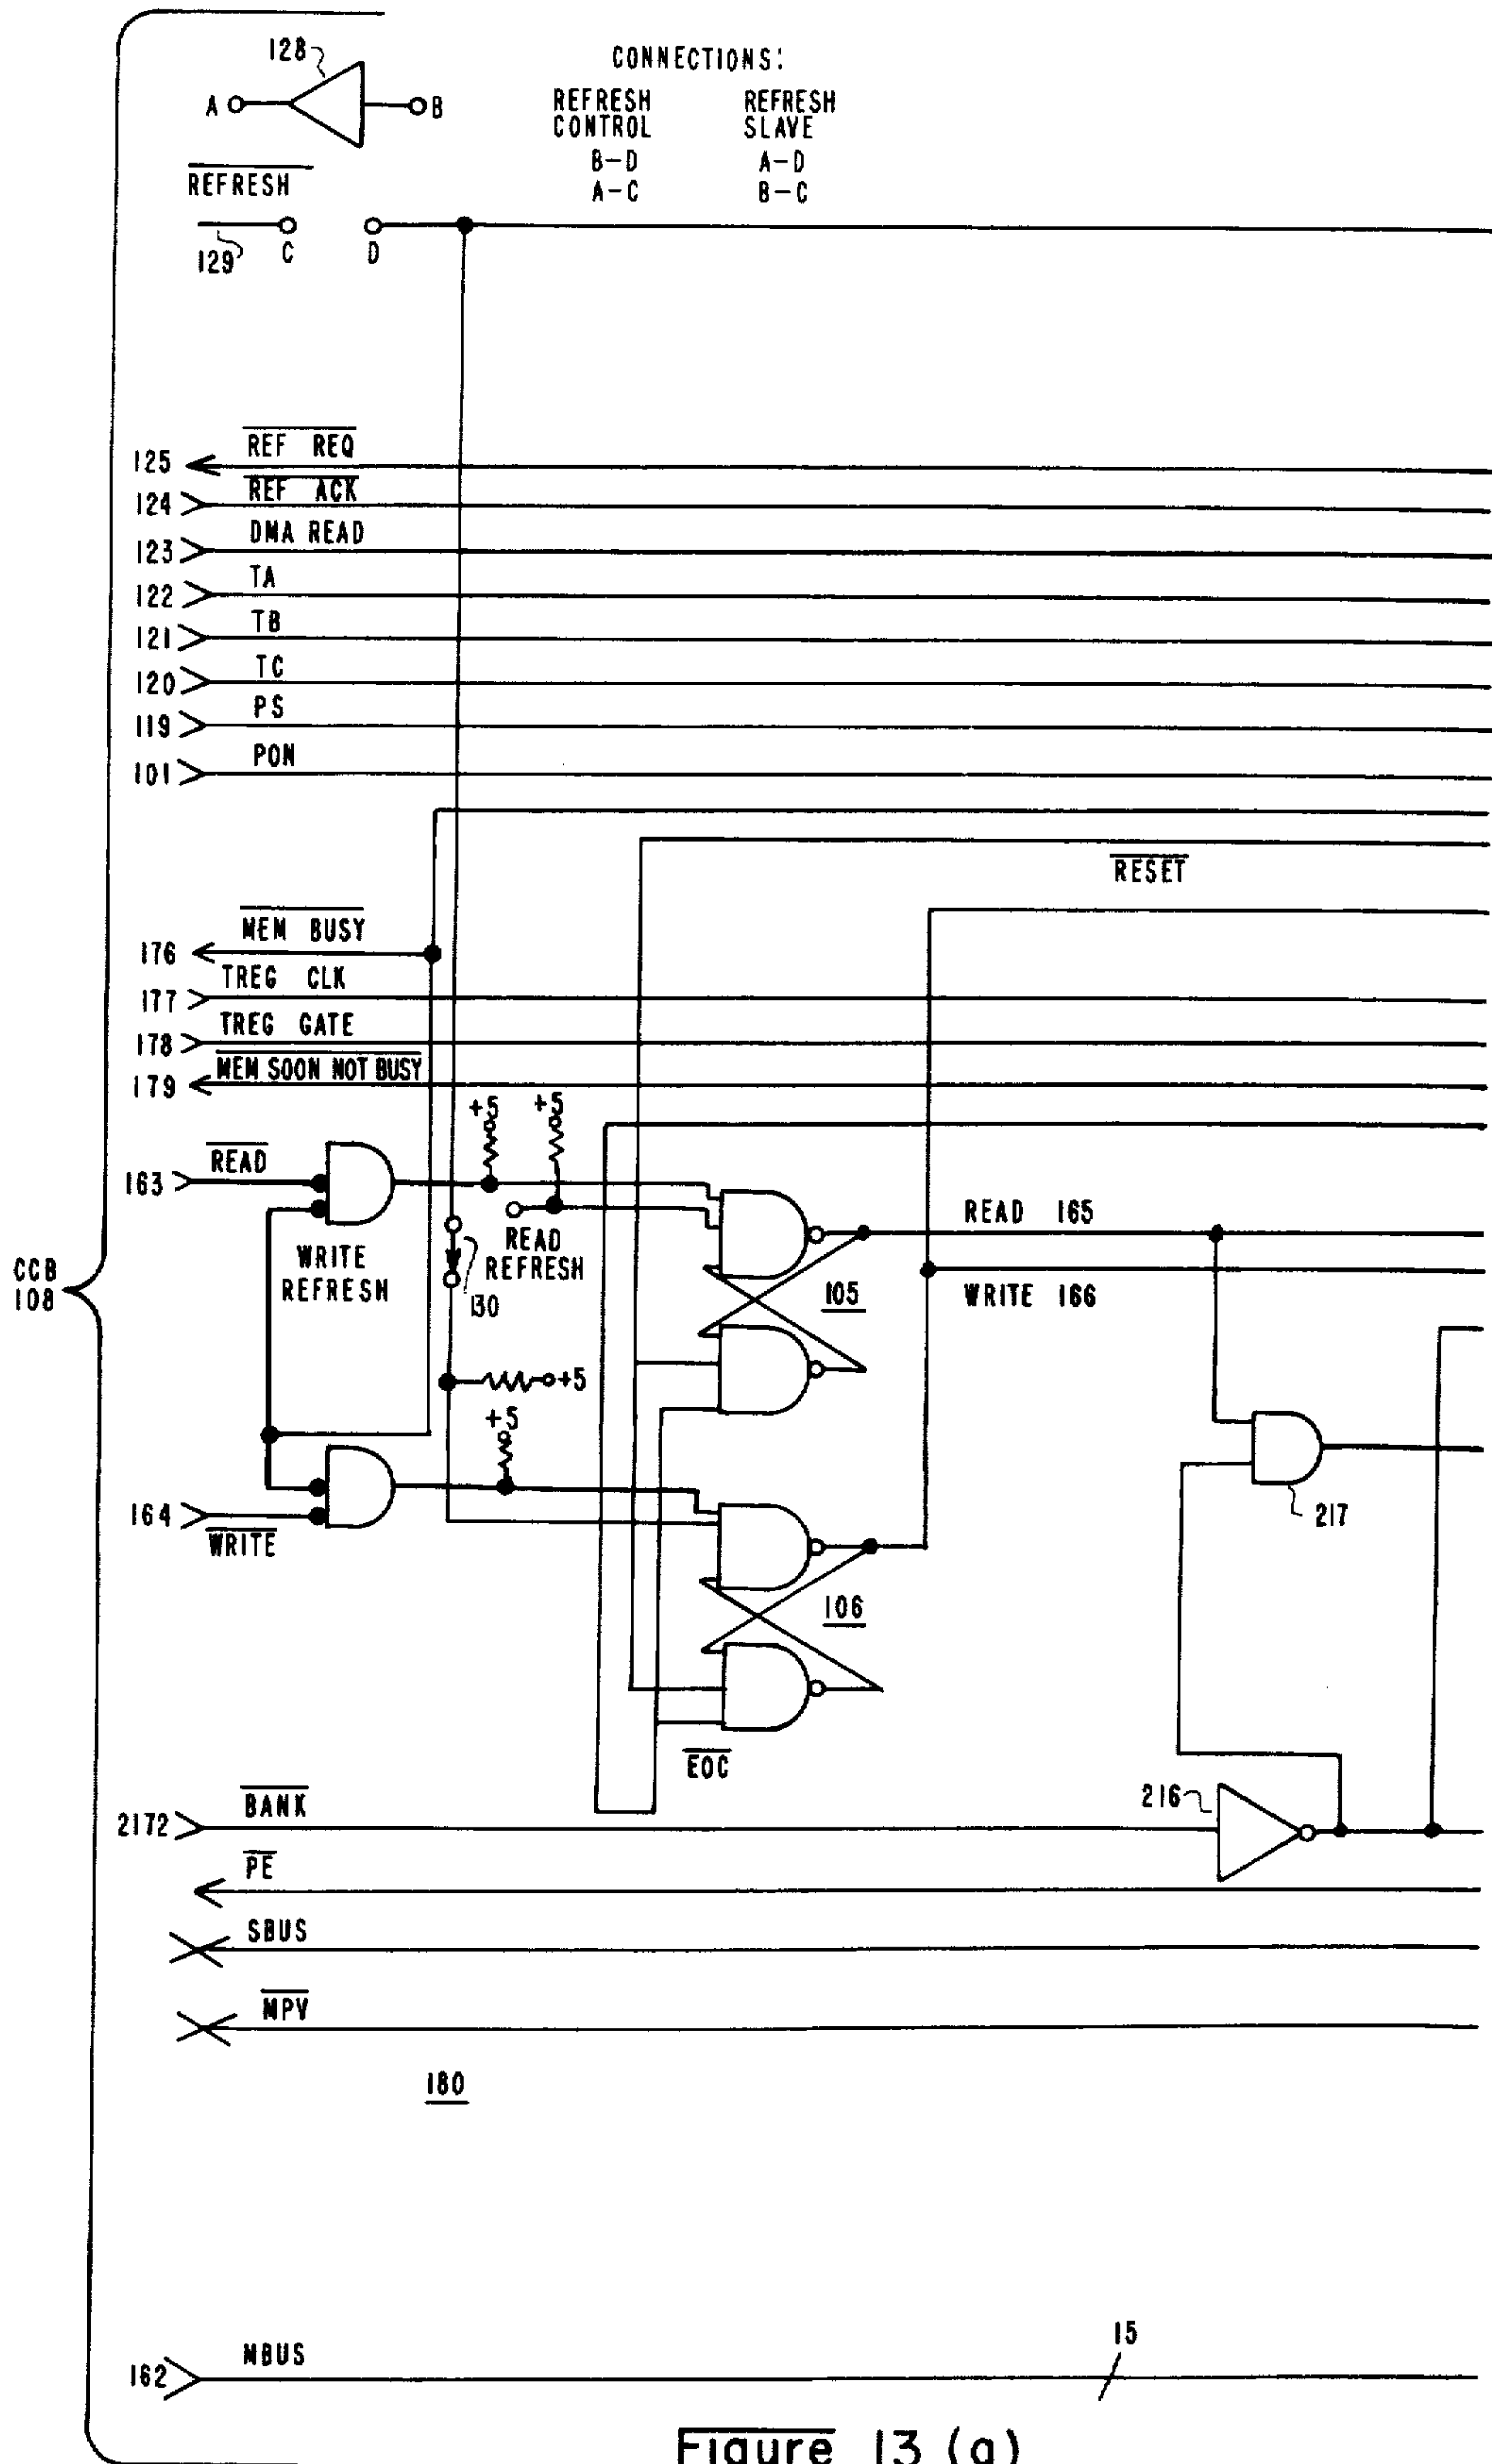 128
CONNECTIONS:
A
B
REFRESH CONTROL
REFRESH SLAVE
B-D
A-D
A-C
B-C
REFRESH
129
C
D
125
REF REQ
124
REF ACK
123
DMA READ
122
TA
121
TB
120
TC
119
PS
101
PON
RESET
176
MEM BUSY
177
TREG CLK
178
TREG GATE
179
MEM SOON NOT BUSY
+5
+5
163
READ
READ 165
WRITE REFRESH
READ REFRESH
130
105
WRITE 166
CCB
108
+5
+5
217
164
WRITE
106
EOC
216
2172
BANK
PE
SBUS
MPV
180
15
162
MBUS
Figure 13 (a)